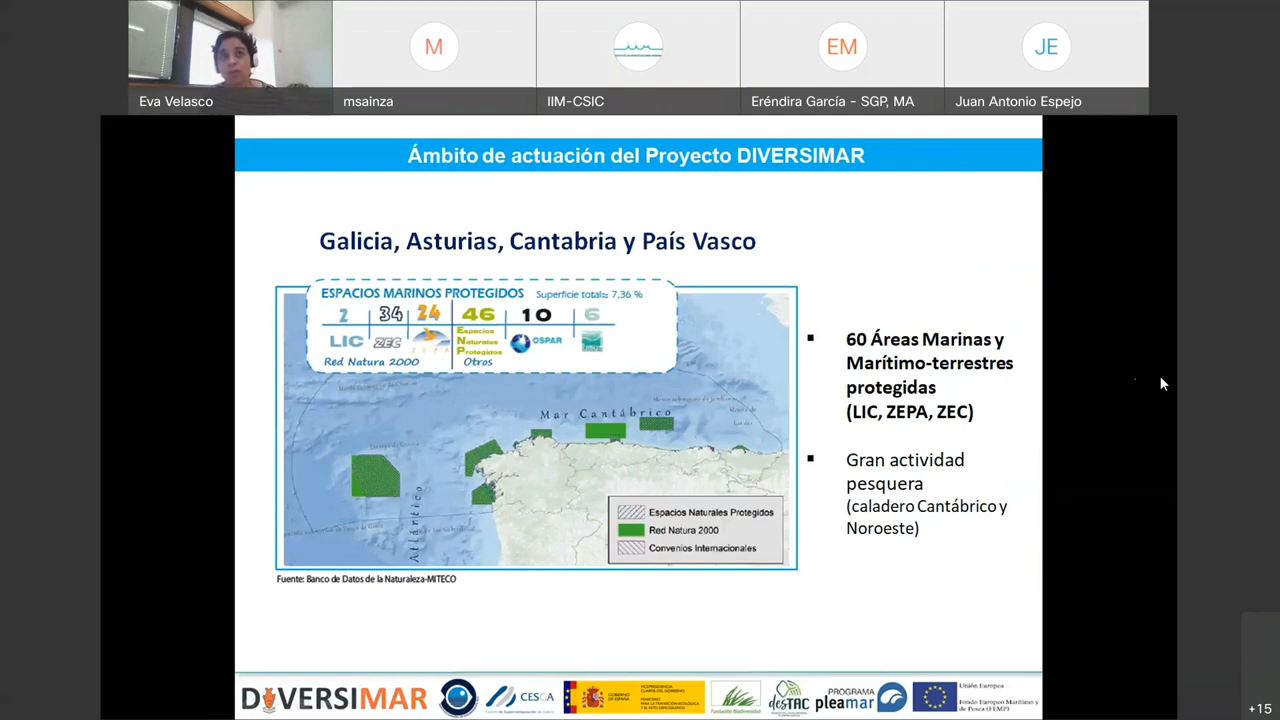 Eva Velasco
M
msainza
IIM-CSIC
EM
Eréndira García - SGP, MA
JE
Juan Antonio Espejo
Ámbito de actuación del Proyecto DIVERSIMAR
Galicia, Asturias, Cantabria y País Vasco
ESPACIOS MARINOS PROTEGIDOS Superficie total≈ 7,36 %
2 34 24 46 10 6
LIC ZEC ZEPA Espacios Naturales Protegidos OSPAR
Red Natura 2000 Otros
Mar Cantábrico
Atlántico
Espacios Naturales Protegidos
Red Natura 2000
Convenios Internacionales
Fuente: Banco de Datos de la Naturaleza-MITECO
▪ 60 Áreas Marinas y
Marítimo-terrestres
protegidas
(LIC, ZEPA, ZEC)
▪ Gran actividad
pesquera
(caladero Cantábrico y
Noroeste)
DIVERSIMAR
CESGA
GOBIERNO DE ESPAÑA
Fundación Biodiversidad
desTAC
PROGRAMA
pleamar
Unión Europea
Fondo Europeo Marítimo y
de Pesca (FEMP)
+15